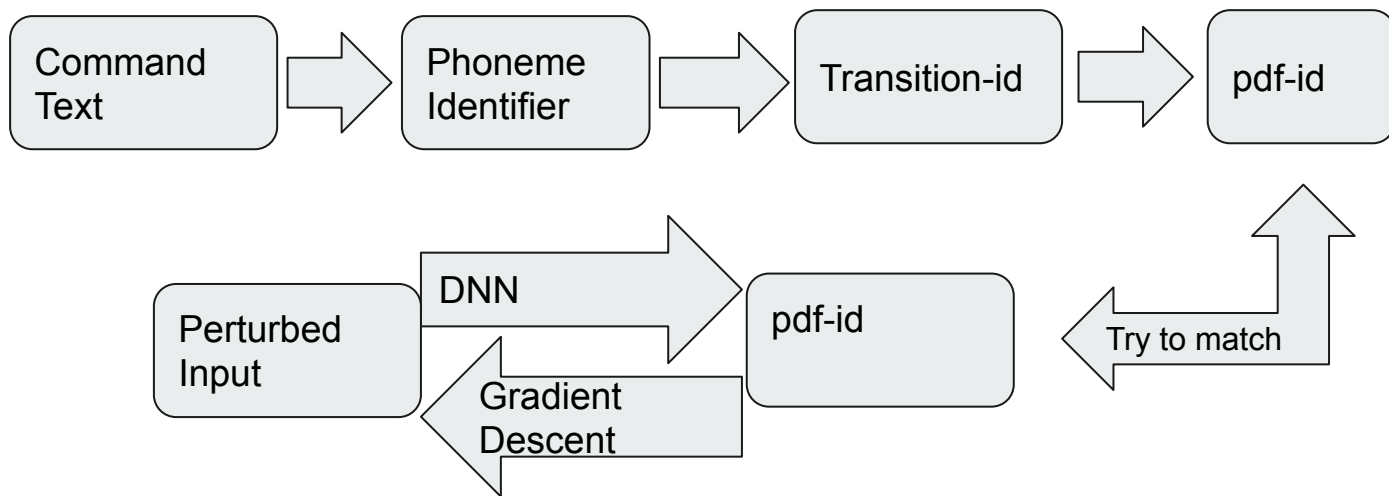 Command
Text
Phoneme
Identifier
Transition-id
pdf-id
DNN
Perturbed
Input
pdf-id
Try to match
Gradient
Descent